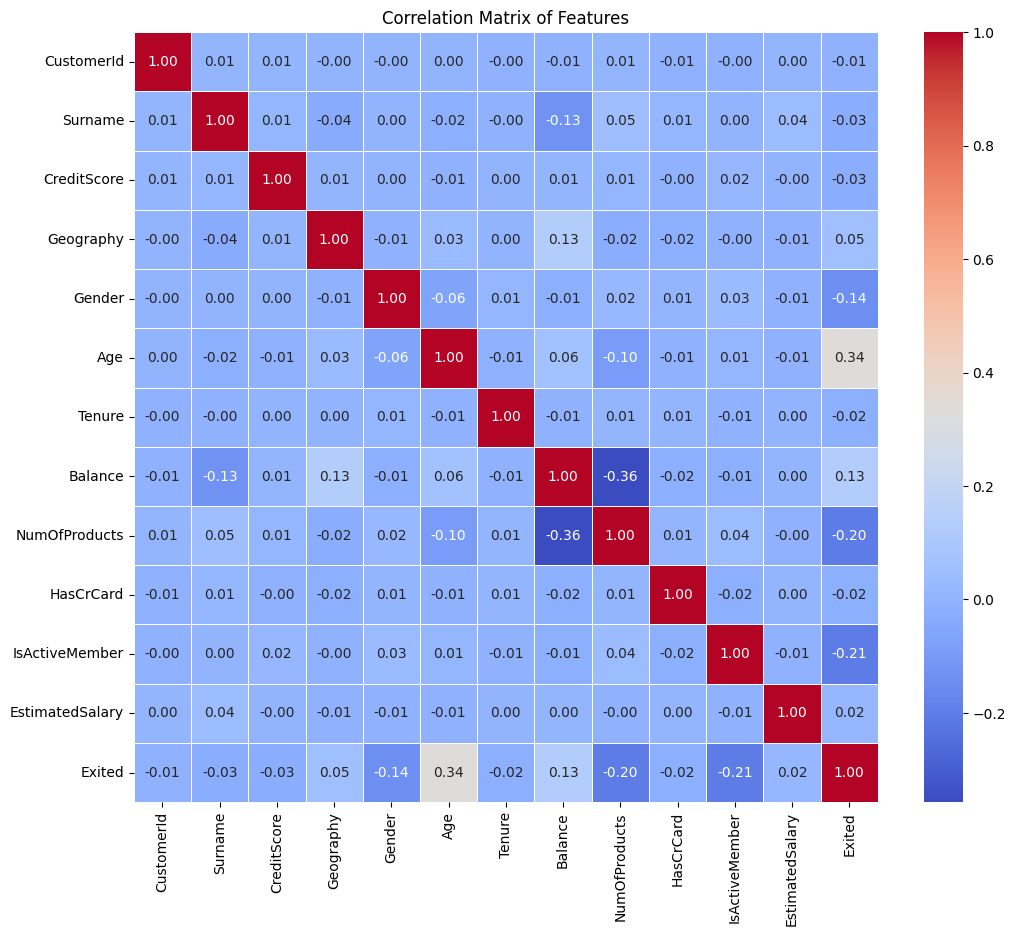 Correlation Matrix of Features
CustomerId 1.00 0.01 0.01 -0.00 -0.00 0.00 -0.00 -0.01 0.01 -0.01 -0.00 0.00 -0.01
Surname 0.01 1.00 0.01 -0.04 0.00 -0.02 -0.00 -0.13 0.05 0.01 0.00 0.04 -0.03
CreditScore 0.01 0.01 1.00 0.01 0.00 -0.01 0.00 0.01 0.01 -0.00 0.02 -0.00 -0.03
Geography -0.00 -0.04 0.01 1.00 -0.01 0.03 0.00 0.13 -0.02 -0.02 -0.00 -0.01 0.05
Gender -0.00 0.00 0.00 -0.01 1.00 -0.06 0.01 -0.01 0.02 0.01 0.03 -0.01 -0.14
Age 0.00 -0.02 -0.01 0.03 -0.06 1.00 -0.01 0.06 -0.10 -0.01 0.01 -0.01 0.34
Tenure -0.00 -0.00 0.00 0.00 0.01 -0.01 1.00 -0.01 0.01 0.01 -0.01 0.00 -0.02
Balance -0.01 -0.13 0.01 0.13 -0.01 0.06 -0.01 1.00 -0.36 -0.02 -0.01 0.00 0.13
NumOfProducts 0.01 0.05 0.01 -0.02 0.02 -0.10 0.01 -0.36 1.00 0.01 0.04 -0.00 -0.20
HasCrCard -0.01 0.01 -0.00 -0.02 0.01 -0.01 0.01 -0.02 0.01 1.00 -0.02 0.00 -0.02
IsActiveMember -0.00 0.00 0.02 -0.00 0.03 0.01 -0.01 -0.01 0.04 -0.02 1.00 -0.01 -0.21
EstimatedSalary 0.00 0.04 -0.00 -0.01 -0.01 -0.01 0.00 0.00 -0.00 0.00 -0.01 1.00 0.02
Exited -0.01 -0.03 -0.03 0.05 -0.14 0.34 -0.02 0.13 -0.20 -0.02 -0.21 0.02 1.00
CustomerId
Surname
CreditScore
Geography
Gender
Age
Tenure
Balance
NumOfProducts
HasCrCard
IsActiveMember
EstimatedSalary
Exited
1.0
0.8
0.6
0.4
0.2
0.0
−0.2